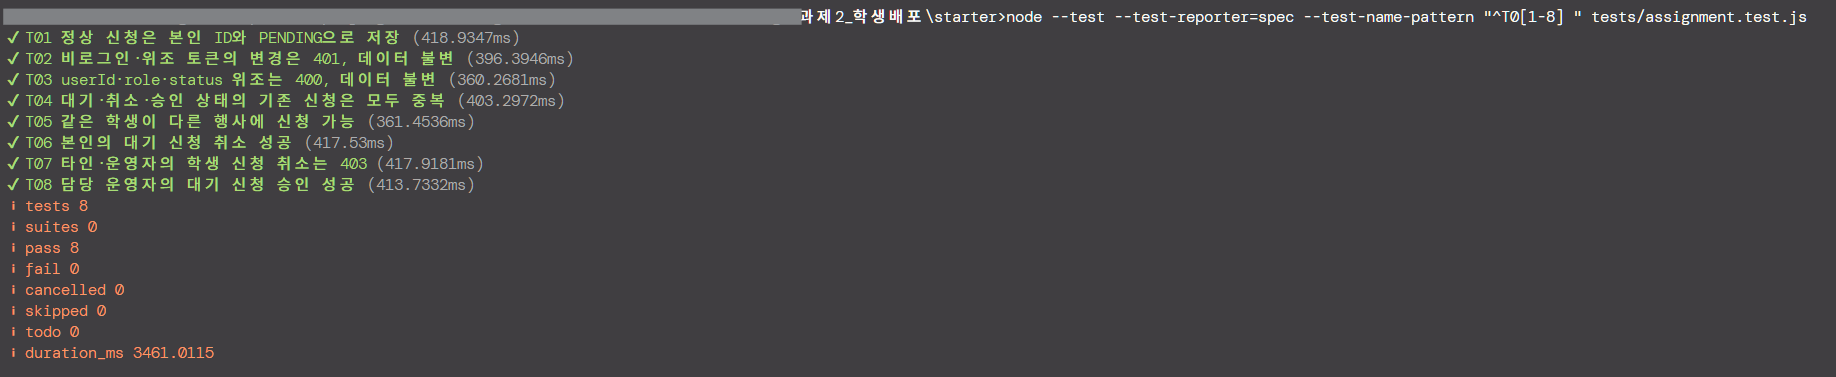 과제2_학생배포\starter>node --test --test-reporter=spec --test-name-pattern "^T0[1-8] " tests/assignment.test.js
✔ T01 정상 신청은 본인 ID와 PENDING으로 저장 (418.9347ms)
✔ T02 비로그인·위조 토큰의 변경은 401, 데이터 불변 (396.3946ms)
✔ T03 userId·role·status 위조는 400, 데이터 불변 (360.2681ms)
✔ T04 대기·취소·승인 상태의 기존 신청은 모두 중복 (403.2972ms)
✔ T05 같은 학생이 다른 행사에 신청 가능 (361.4536ms)
✔ T06 본인의 대기 신청 취소 성공 (417.53ms)
✔ T07 타인·운영자의 학생 신청 취소는 403 (417.9181ms)
✔ T08 담당 운영자의 대기 신청 승인 성공 (413.7332ms)
ℹ tests 8
ℹ suites 0
ℹ pass 8
ℹ fail 0
ℹ cancelled 0
ℹ skipped 0
ℹ todo 0
ℹ duration_ms 3461.0115